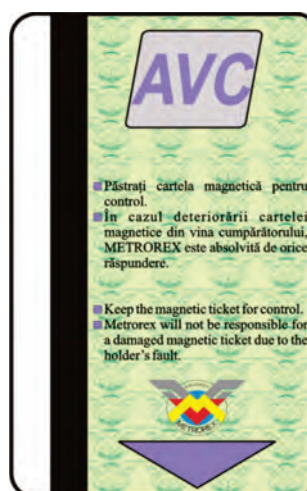 AVC
Păstrați cartela magnetică pentru
control.
În cazul deteriorării cartelei
magnetice din vina cumpărătorului,
METROREX este absolvită de orice
răspundere.
Keep the magnetic ticket for control.
Metrorex will not be responsible for
a damaged magnetic ticket due to the
holder's fault.
METROREX